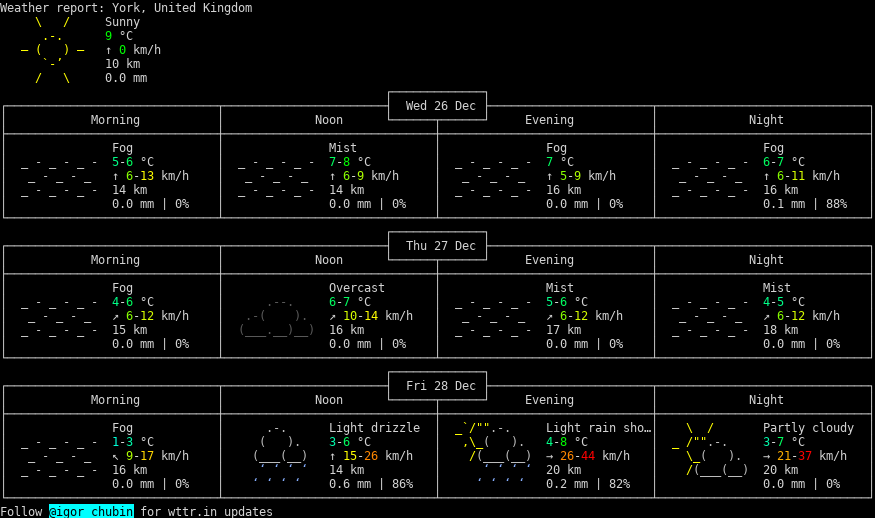 Weather report: York, United Kingdom
Sunny
9 °C
↑ 0 km/h
10 km
0.0 mm
Wed 26 Dec
Morning Noon Evening Night
Fog Mist Fog Fog
5-6 °C 7-8 °C 7 °C 6-7 °C
↑ 6-13 km/h ↑ 6-9 km/h ↑ 5-9 km/h ↑ 6-11 km/h
14 km 14 km 16 km 16 km
0.0 mm | 0% 0.0 mm | 0% 0.0 mm | 0% 0.1 mm | 88%
Thu 27 Dec
Morning Noon Evening Night
Fog Overcast Mist Mist
4-6 °C 6-7 °C 5-6 °C 4-5 °C
↗ 6-12 km/h ↗ 10-14 km/h ↗ 6-12 km/h ↗ 6-12 km/h
15 km 16 km 17 km 18 km
0.0 mm | 0% 0.0 mm | 0% 0.0 mm | 0% 0.0 mm | 0%
Fri 28 Dec
Morning Noon Evening Night
Fog Light drizzle Light rain sho… Partly cloudy
1-3 °C 3-6 °C 4-8 °C 3-7 °C
↖ 9-17 km/h ↑ 15-26 km/h → 26-44 km/h → 21-37 km/h
16 km 14 km 20 km 20 km
0.0 mm | 0% 0.6 mm | 86% 0.2 mm | 82% 0.0 mm | 0%
Follow @igor_chubin for wttr.in updates